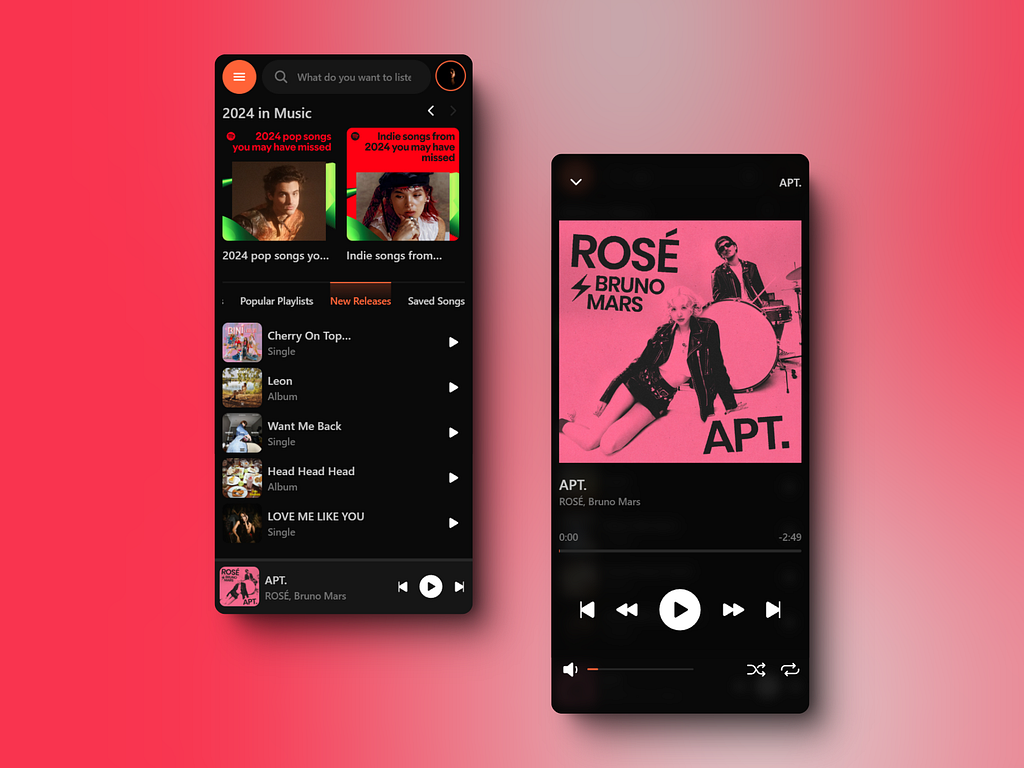 What do you want to liste
2024 in Music
2024 pop songs
you may have missed
Indie songs from
2024 you may have
missed
2024 pop songs yo...
Indie songs from...
s
Popular Playlists
New Releases
Saved Songs
BINI
Cherry On Top...
Single
Leon
Album
Want Me Back
Single
Head Head Head
Album
LOVE ME LIKE YOU
Single
ROSÉ
BRUNO
MARS
APT.
APT.
ROSÉ, Bruno Mars
APT.
ROSÉ
BRUNO
MARS
APT.
APT.
ROSÉ, Bruno Mars
0:00
-2:49